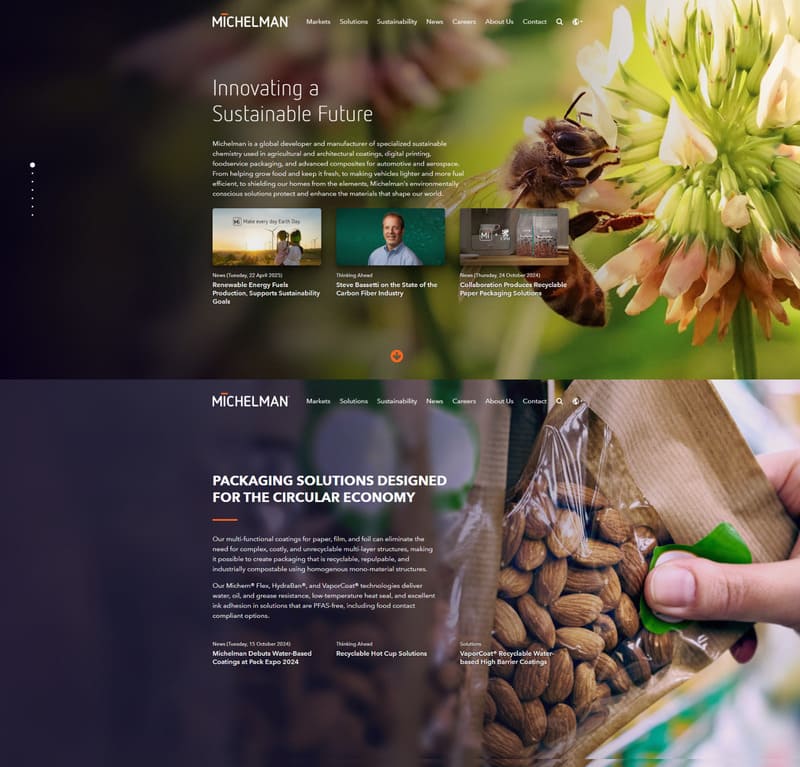 MICHELMAN
Markets Solutions Sustainability News Careers About Us Contact
Innovating a
Sustainable Future
Michelman is a global developer and manufacturer of specialized sustainable
chemistry used in agricultural and architectural coatings, digital printing,
foodservice packaging, and advanced composites for automotive and aerospace.
From helping grow food and keep it fresh, to making vehicles lighter and more fuel
efficient, to shielding our homes from the elements, Michelman's environmentally
conscious solutions protect and enhance the materials that shape our world.
Mi Make every day Earth Day
Mi
News (Tuesday, 22 April 2025)
Renewable Energy Fuels
Production, Supports Sustainability
Goals
Thinking Ahead
Steve Bassetti on the State of the
Carbon Fiber Industry
News (Thursday, 24 October 2024)
Collaboration Produces Recyclable
Paper Packaging Solutions
MICHELMAN
Markets Solutions Sustainability News Careers About Us Contact
PACKAGING SOLUTIONS DESIGNED
FOR THE CIRCULAR ECONOMY
Our multi-functional coatings for paper, film, and foil can eliminate the
need for complex, costly, and unrecyclable multi-layer structures, making
it possible to create packaging that is recyclable, repulpable, and
industrially compostable using homogenous mono-material structures.
Our Michem® Flex, HydraBan®, and VaporCoat® technologies deliver
water, oil, and grease resistance, low-temperature heat seal, and excellent
ink adhesion in solutions that are PFAS-free, including food contact
compliant options.
News (Tuesday, 15 October 2024)
Michelman Debuts Water-Based
Coatings at Pack Expo 2024
Thinking Ahead
Recyclable Hot Cup Solutions
Solutions
VaporCoat® Recyclable Water-
based High Barrier Coatings